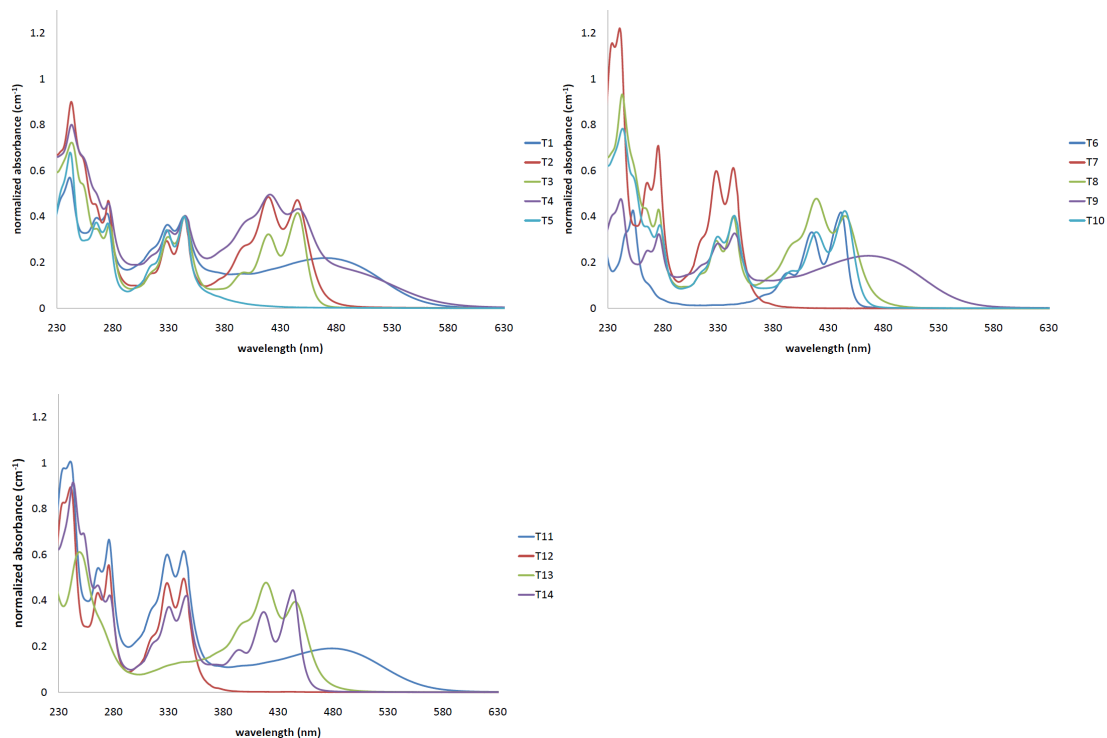 1.2
1
0.8
0.6
0.4
0.2
0
normalized absorbance (cm-1)
230 280 330 380 430 480 530 580 630
wavelength (nm)
T1
T2
T3
T4
T5
1.2
1
0.8
0.6
0.4
0.2
0
normalized absorbance (cm-1)
230 280 330 380 430 480 530 580 630
wavelength (nm)
T6
T7
T8
T9
T10
1.2
1
0.8
0.6
0.4
0.2
0
normalized absorbance (cm-1)
230 280 330 380 430 480 530 580 630
wavelength (nm)
T11
T12
T13
T14